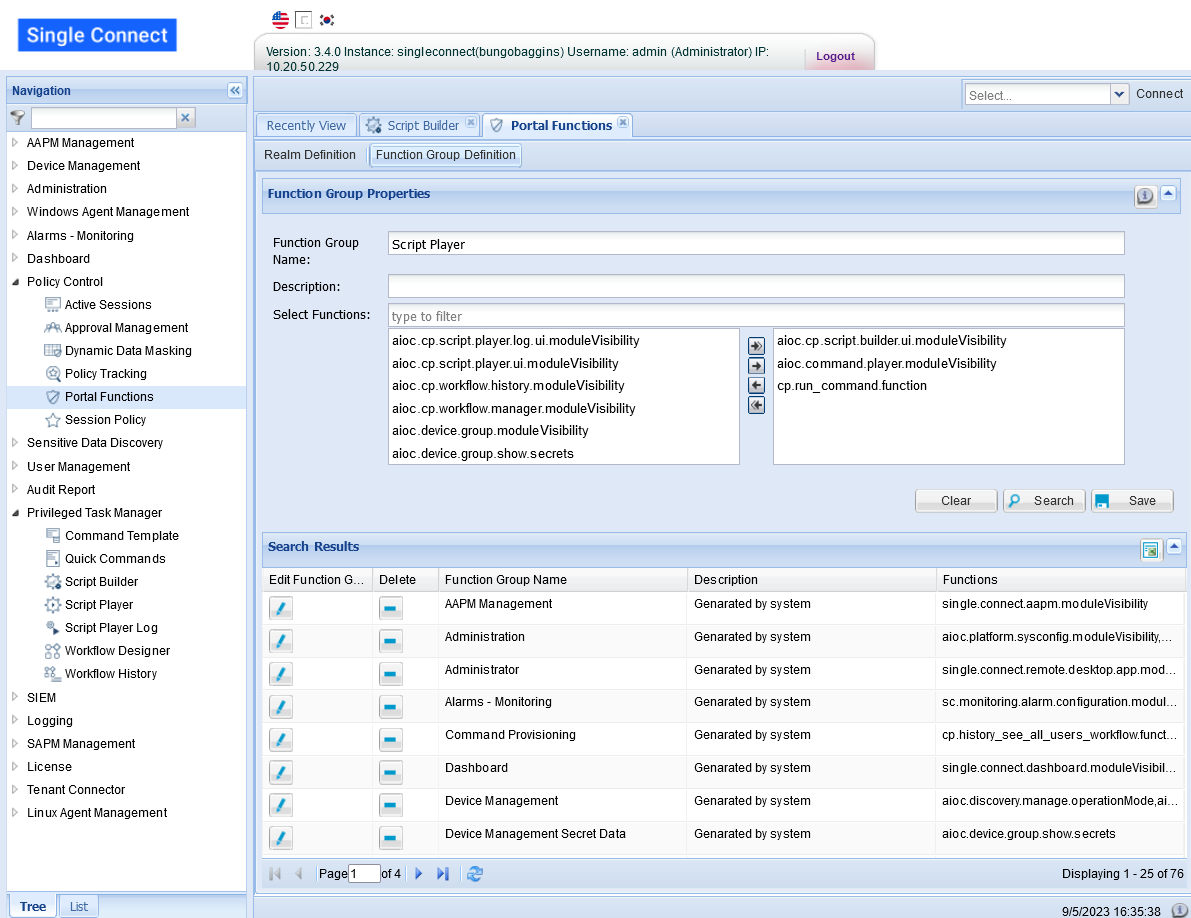 Single Connect
Version: 3.4.0 Instance: singleconnect(bungobaggins) Username: admin (Administrator) IP:
10.20.50.229
Logout
Navigation
Select...
Connect
AAPM Management
Device Management
Administration
Windows Agent Management
Alarms - Monitoring
Dashboard
Policy Control
Active Sessions
Approval Management
Dynamic Data Masking
Policy Tracking
Portal Functions
Session Policy
Sensitive Data Discovery
User Management
Audit Report
Privileged Task Manager
Command Template
Quick Commands
Script Builder
Script Player
Script Player Log
Workflow Designer
Workflow History
SIEM
Logging
SAPM Management
License
Tenant Connector
Linux Agent Management
Tree List
Recently View Script Builder Portal Functions
Realm Definition Function Group Definition
Function Group Properties
Function Group
Name:
Script Player
Description:
Select Functions:
type to filter
aioc.cp.script.player.log.ui.moduleVisibility
aioc.cp.script.player.ui.moduleVisibility
aioc.cp.workflow.history.moduleVisibility
aioc.cp.workflow.manager.moduleVisibility
aioc.device.group.moduleVisibility
aioc.device.group.show.secrets
aioc.cp.script.builder.ui.moduleVisibility
aioc.command.player.moduleVisibility
cp.run_command.function
Clear Search Save
Search Results
Edit Function G... Delete Function Group Name Description Functions
AAPM Management Genarated by system single.connect.aapm.moduleVisibility
Administration Genarated by system aioc.platform.sysconfig.moduleVisibility,...
Administrator Genarated by system single.connect.remote.desktop.app.mod...
Alarms - Monitoring Genarated by system sc.monitoring.alarm.configuration.modul...
Command Provisioning Genarated by system cp.history_see_all_users_workflow.funct...
Dashboard Genarated by system single.connect.dashboard.moduleVisibil...
Device Management Genarated by system aioc.discovery.manage.operationMode,ai...
Device Management Secret Data Genarated by system aioc.device.group.show.secrets
Page 1 of 4
Displaying 1 - 25 of 76
9/5/2023 16:35:38